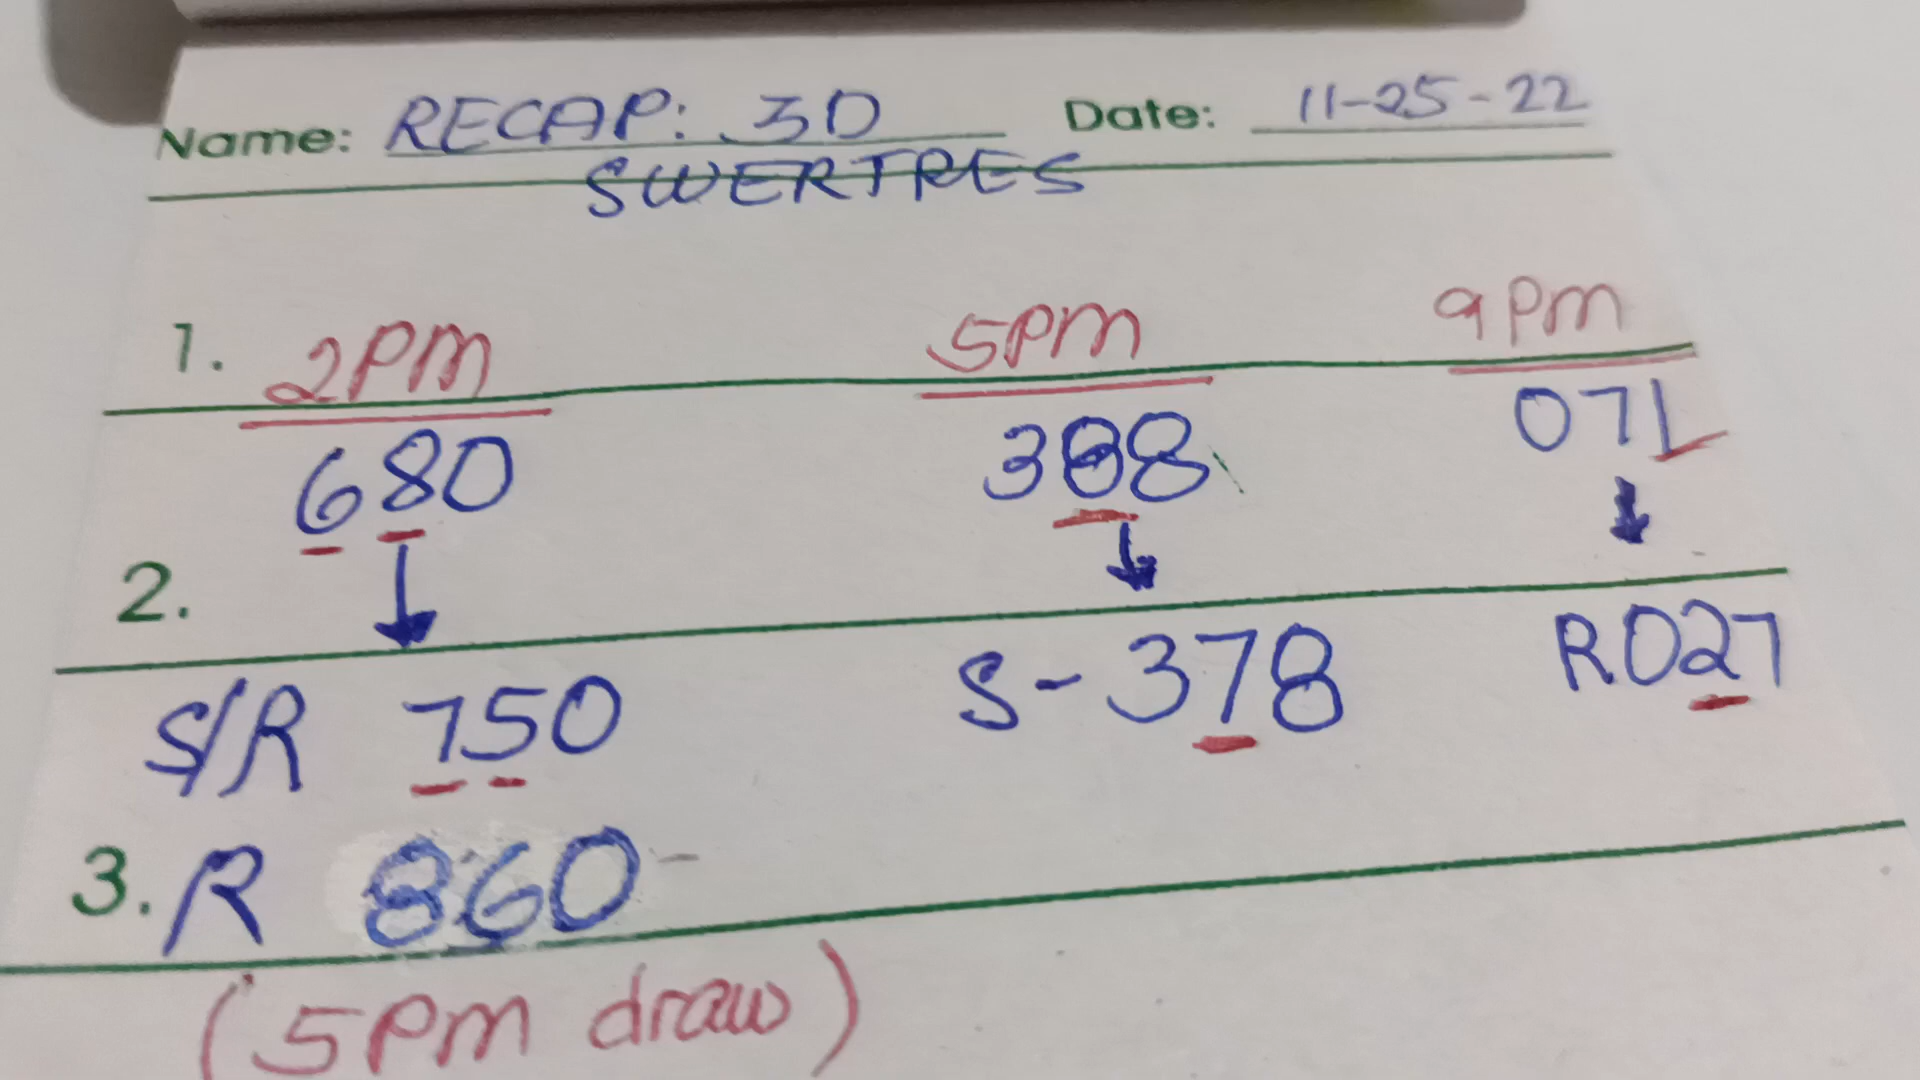 Name: RECAP: 3D Date: 11-25-22
SWERTRES
1. 2PM 5PM 9PM
680 388 071
2.
S/R 750 S-378 R027
3. R 860
(5PM draw)